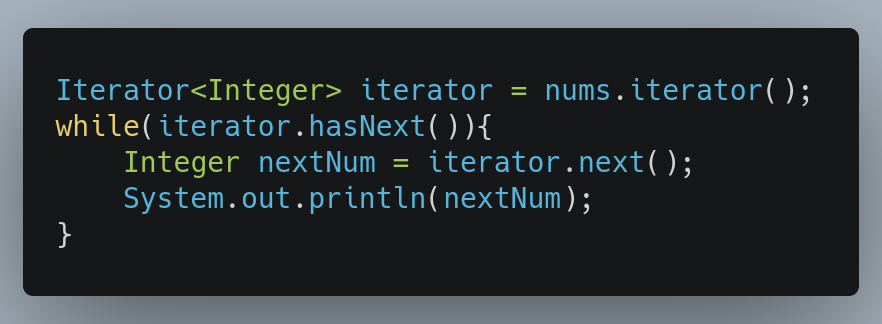 Iterator<Integer> iterator = nums.iterator();
while(iterator.hasNext()){
    Integer nextNum = iterator.next();
    System.out.println(nextNum);
}